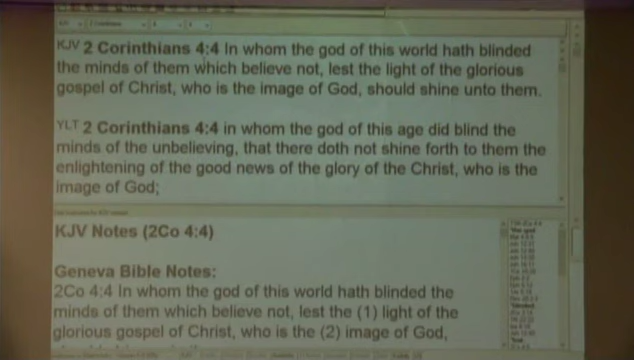 KJV 2 Corinthians 4:4 In whom the god of this world hath blinded
the minds of them which believe not, lest the light of the glorious
gospel of Christ, who is the image of God, should shine unto them.
YLT 2 Corinthians 4:4 in whom the god of this age did blind the
minds of the unbelieving, that there doth not shine forth to them the
enlightening of the good news of the glory of the Christ, who is the
image of God;
KJV Notes (2Co 4:4)
Geneva Bible Notes:
2Co 4:4 In whom the god of this world hath blinded the
minds of them which believe not, lest the (1) light of the
glorious gospel of Christ, who is the (2) image of God,